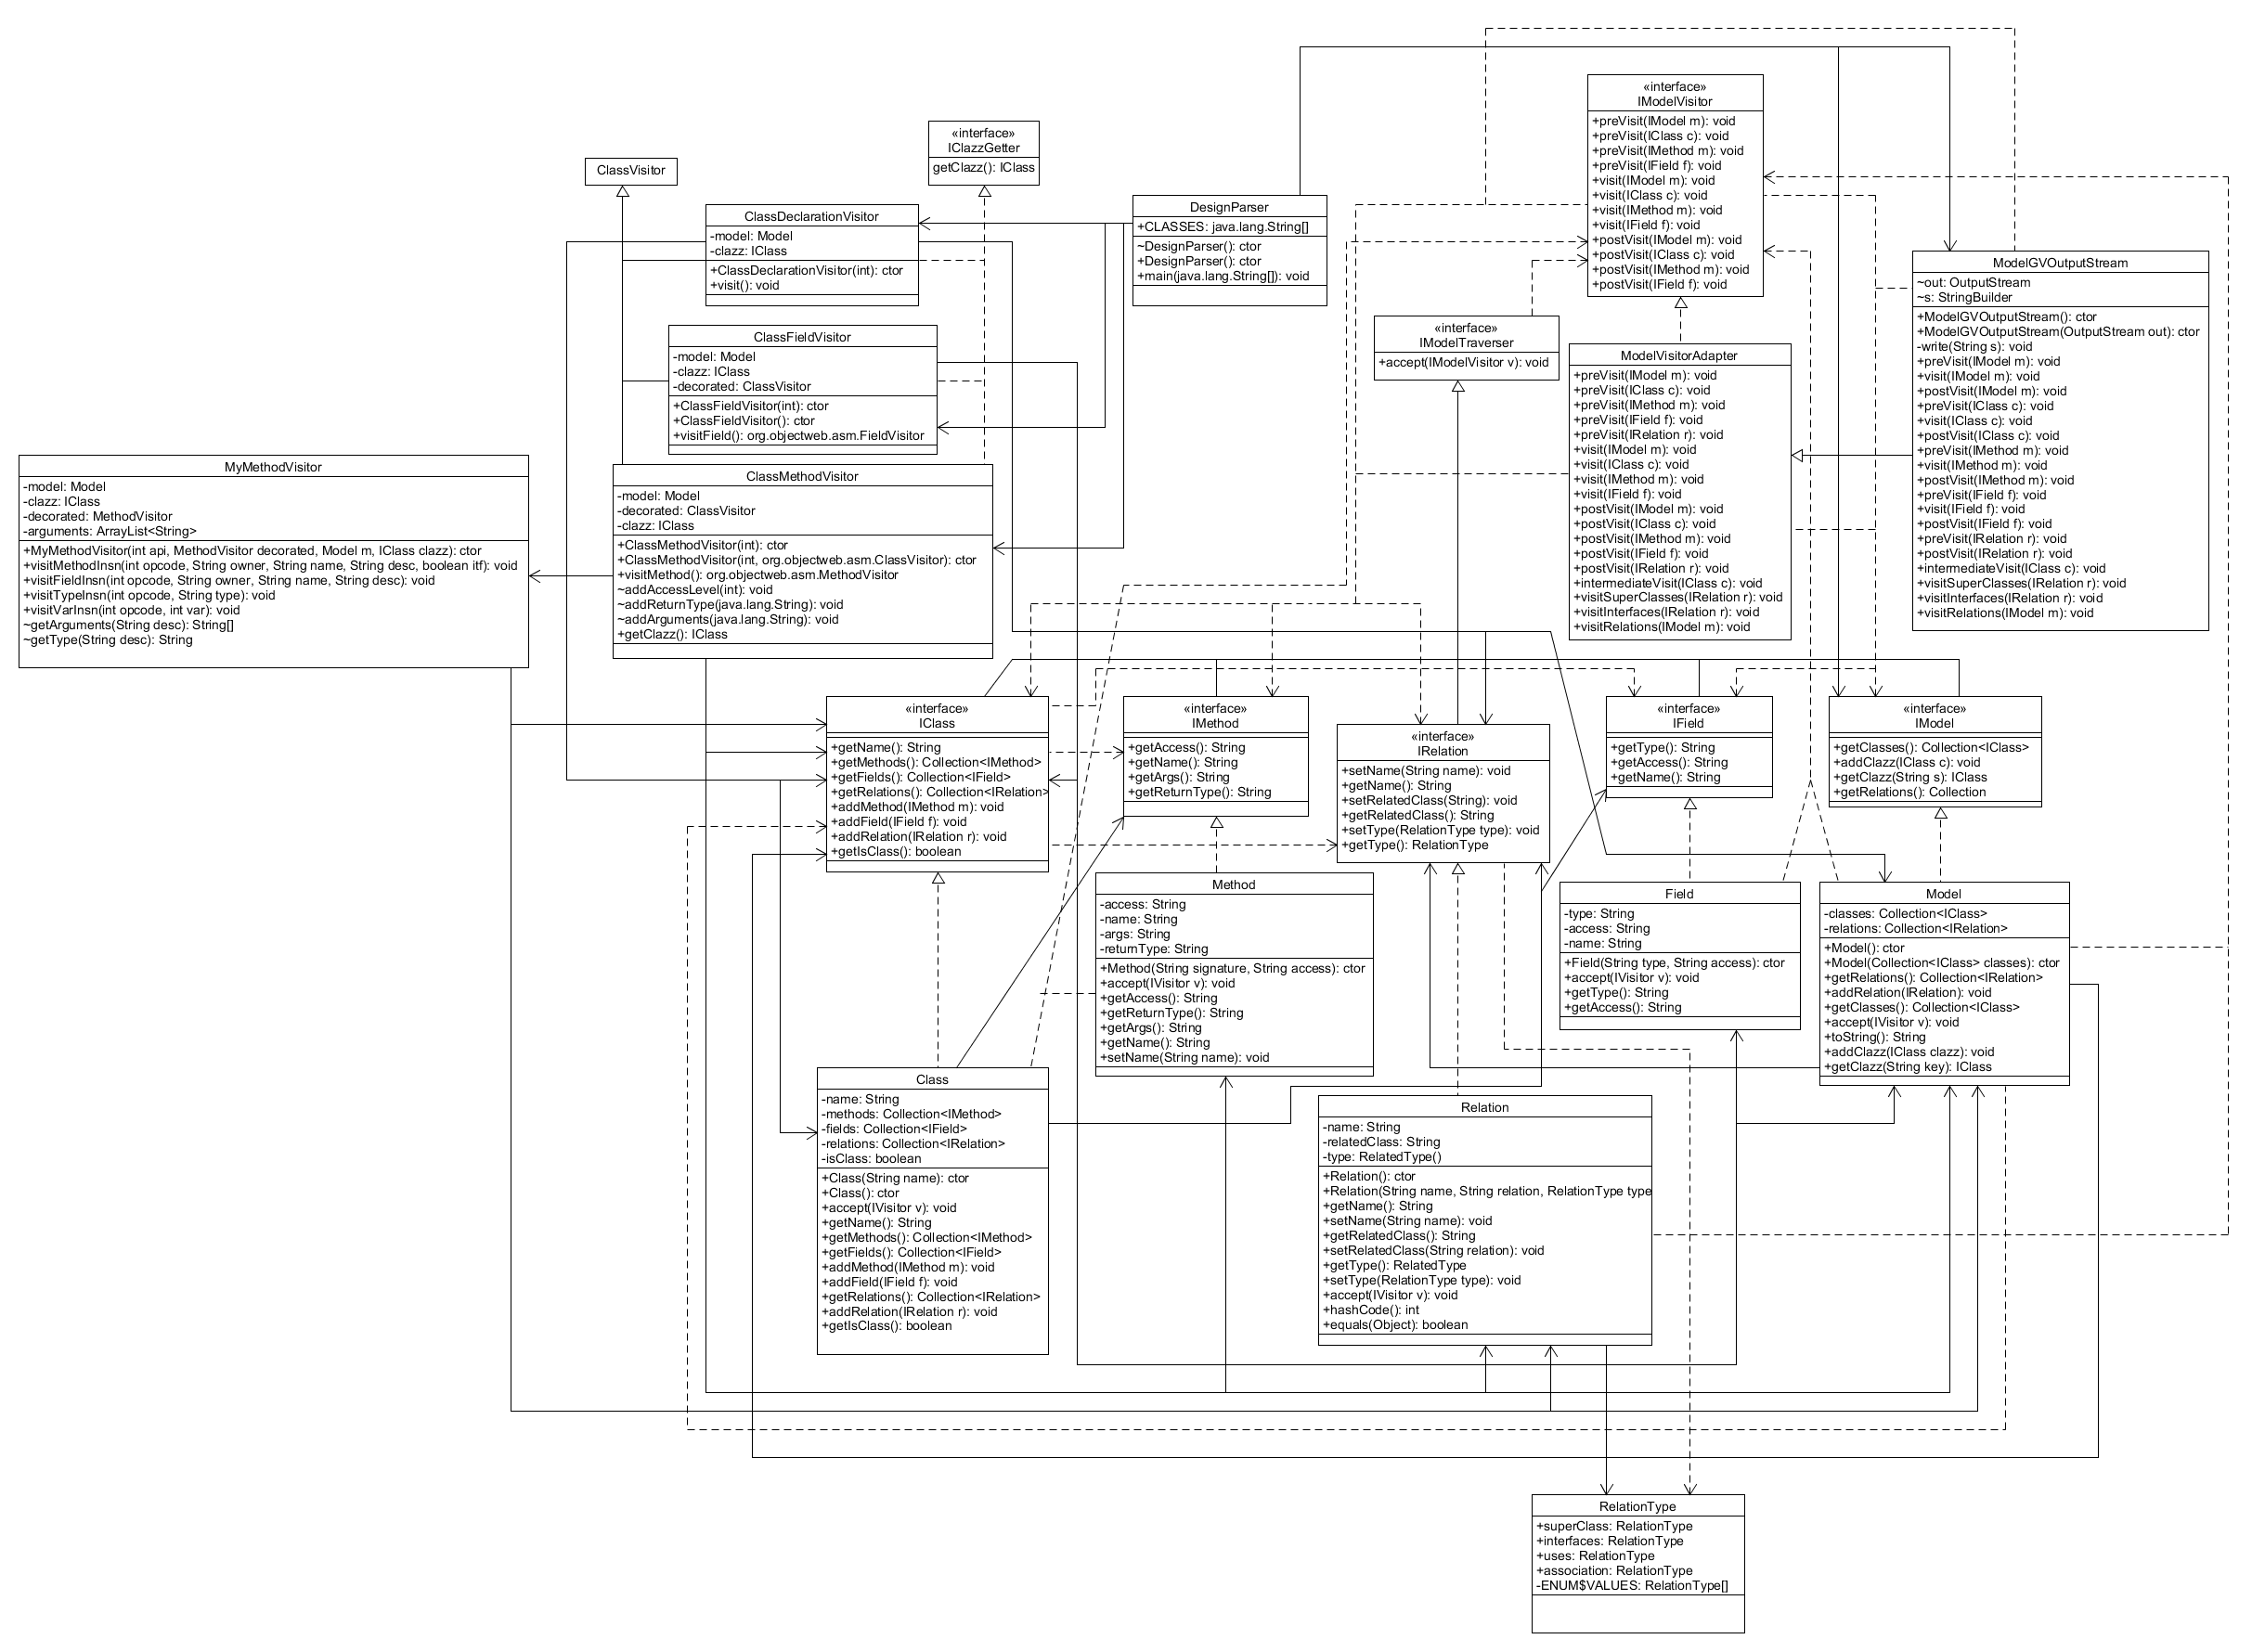 «interface»
IModelVisitor
+preVisit(IModel m): void
+preVisit(IClass c): void
+preVisit(IMethod m): void
+preVisit(IField f): void
+visit(IModel m): void
+visit(IClass c): void
+visit(IMethod m): void
+visit(IField f): void
+postVisit(IModel m): void
+postVisit(IClass c): void
+postVisit(IMethod m): void
+postVisit(IField f): void
«interface»
IClazzGetter
getClazz(): IClass
ClassVisitor
ClassDeclarationVisitor
-model: Model
-clazz: IClass
+ClassDeclarationVisitor(int): ctor
+visit(): void
DesignParser
+CLASSES: java.lang.String[]
~DesignParser(): ctor
+DesignParser(): ctor
+main(java.lang.String[]): void
ModelGVOutputStream
~out: OutputStream
~s: StringBuilder
+ModelGVOutputStream(): ctor
+ModelGVOutputStream(OutputStream out): ctor
-write(String s): void
+preVisit(IModel m): void
+visit(IModel m): void
+postVisit(IModel m): void
+preVisit(IClass c): void
+visit(IClass c): void
+postVisit(IClass c): void
+preVisit(IMethod m): void
+visit(IMethod m): void
+postVisit(IMethod m): void
+preVisit(IField f): void
+visit(IField f): void
+postVisit(IField f): void
+preVisit(IRelation r): void
+postVisit(IRelation r): void
+intermediateVisit(IClass c): void
+visitSuperClasses(IRelation r): void
+visitInterfaces(IRelation r): void
+visitRelations(IModel m): void
«interface»
IModelTraverser
+accept(IModelVisitor v): void
ClassFieldVisitor
-model: Model
-clazz: IClass
-decorated: ClassVisitor
+ClassFieldVisitor(int): ctor
+ClassFieldVisitor(): ctor
+visitField(): org.objectweb.asm.FieldVisitor
ModelVisitorAdapter
+preVisit(IModel m): void
+preVisit(IClass c): void
+preVisit(IMethod m): void
+preVisit(IField f): void
+preVisit(IRelation r): void
+visit(IModel m): void
+visit(IClass c): void
+visit(IMethod m): void
+visit(IField f): void
+postVisit(IModel m): void
+postVisit(IClass c): void
+postVisit(IMethod m): void
+postVisit(IField f): void
+postVisit(IRelation r): void
+intermediateVisit(IClass c): void
+visitSuperClasses(IRelation r): void
+visitInterfaces(IRelation r): void
+visitRelations(IModel m): void
MyMethodVisitor
-model: Model
-clazz: IClass
-decorated: MethodVisitor
-arguments: ArrayList<String>
+MyMethodVisitor(int api, MethodVisitor decorated, Model m, IClass clazz): ctor
+visitMethodInsn(int opcode, String owner, String name, String desc, boolean itf): void
+visitFieldInsn(int opcode, String owner, String name, String desc): void
+visitTypeInsn(int opcode, String type): void
+visitVarInsn(int opcode, int var): void
~getArguments(String desc): String[]
~getType(String desc): String
ClassMethodVisitor
-model: Model
-decorated: ClassVisitor
-clazz: IClass
+ClassMethodVisitor(int): ctor
+ClassMethodVisitor(int, org.objectweb.asm.ClassVisitor): ctor
+visitMethod(): org.objectweb.asm.MethodVisitor
~addAccessLevel(int): void
~addReturnType(java.lang.String): void
~addArguments(java.lang.String): void
+getClazz(): IClass
«interface»
IClass
+getName(): String
+getMethods(): Collection<IMethod>
+getFields(): Collection<IField>
+getRelations(): Collection<IRelation>
+addMethod(IMethod m): void
+addField(IField f): void
+addRelation(IRelation r): void
+getIsClass(): boolean
«interface»
IMethod
+getAccess(): String
+getName(): String
+getArgs(): String
+getReturnType(): String
«interface»
IRelation
+setName(String name): void
+getName(): String
+setRelatedClass(String): void
+getRelatedClass(): String
+setType(RelationType type): void
+getType(): RelationType
«interface»
IField
+getType(): String
+getAccess(): String
+getName(): String
«interface»
IModel
+getClasses(): Collection<IClass>
+addClazz(IClass c): void
+getClazz(String s): IClass
+getRelations(): Collection
Method
-access: String
-name: String
-args: String
-returnType: String
+Method(String signature, String access): ctor
+accept(IVisitor v): void
+getAccess(): String
+getReturnType(): String
+getArgs(): String
+getName(): String
+setName(String name): void
Field
-type: String
-access: String
-name: String
+Field(String type, String access): ctor
+accept(IVisitor v): void
+getType(): String
+getAccess(): String
Model
-classes: Collection<IClass>
-relations: Collection<IRelation>
+Model(): ctor
+Model(Collection<IClass> classes): ctor
+getRelations(): Collection<IRelation>
+addRelation(IRelation): void
+getClasses(): Collection<IClass>
+accept(IVisitor v): void
+toString(): String
+addClazz(IClass clazz): void
+getClazz(String key): IClass
Class
-name: String
-methods: Collection<IMethod>
-fields: Collection<IField>
-relations: Collection<IRelation>
-isClass: boolean
+Class(String name): ctor
+Class(): ctor
+accept(IVisitor v): void
+getName(): String
+getMethods(): Collection<IMethod>
+getFields(): Collection<IField>
+addMethod(IMethod m): void
+addField(IField f): void
+getRelations(): Collection<IRelation>
+addRelation(IRelation r): void
+getIsClass(): boolean
Relation
-name: String
-relatedClass: String
-type: RelatedType()
+Relation(): ctor
+Relation(String name, String relation, RelationType type
+getName(): String
+setName(String name): void
+getRelatedClass(): String
+setRelatedClass(String relation): void
+getType(): RelatedType
+setType(RelationType type): void
+accept(IVisitor v): void
+hashCode(): int
+equals(Object): boolean
RelationType
+superClass: RelationType
+interfaces: RelationType
+uses: RelationType
+association: RelationType
-ENUM$VALUES: RelationType[]